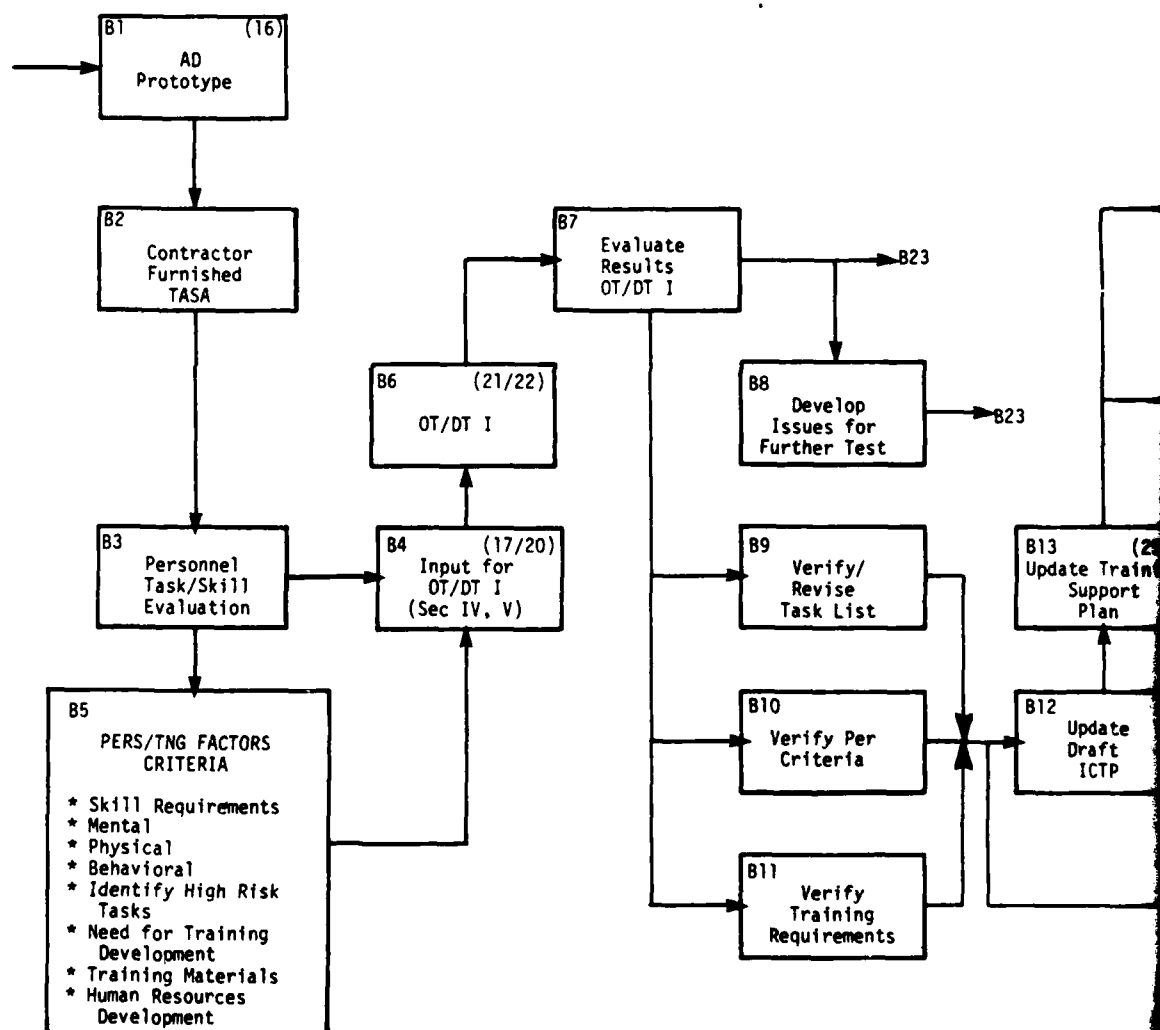 B1 (16)
AD
Prototype
B2
Contractor
Furnished
TASA
B3
Personnel
Task/Skill
Evaluation
B4 (17/20)
Input for
OT/DT I
(Sec IV, V)
B5
PERS/TNG FACTORS
CRITERIA
* Skill Requirements
* Mental
* Physical
* Behavioral
* Identify High Risk
Tasks
* Need for Training
Development
* Training Materials
* Human Resources
Development
B6 (21/22)
OT/DT I
B7
Evaluate
Results
OT/DT I
B23
B8
Develop
Issues for
Further Test
B23
B9
Verify/
Revise
Task List
B10
Verify Per
Criteria
B11
Verify
Training
Requirements
B12
Update
Draft
ICTP
B13
Update
Support
Plan